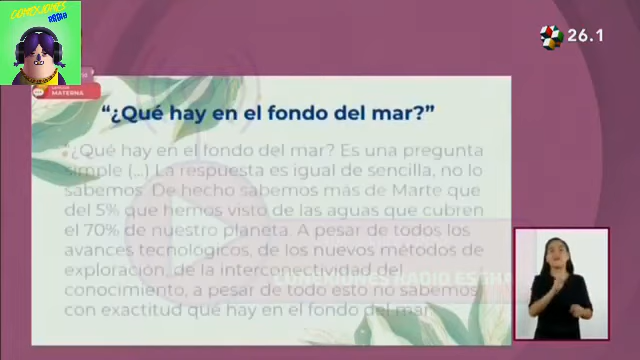 COMDIJONES
RADIO
26.1
MATERNA
“¿Qué hay en el fondo del mar?”
¿Qué hay en el fondo del mar? Es una pregunta
simple (...) La respuesta es igual de sencilla, no lo
sabemos. De hecho sabemos más de Marte que
del 5% que hemos visto de las aguas que cubren
el 70% de nuestro planeta. A pesar de todos los
avances tecnológicos, de los nuevos métodos de
exploración, de la interconectividad del
conocimiento, a pesar de todo esto no sabemos
con exactitud que hay en el fondo del mar.